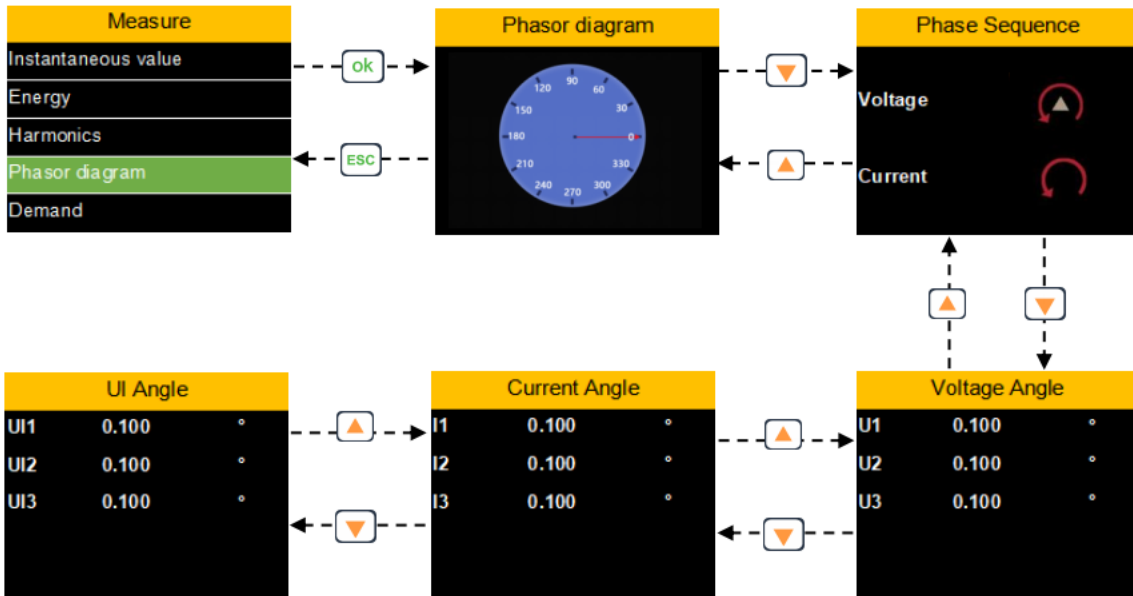 Measure
Instantaneous value
Energy
Harmonics
Phasor diagram
Demand
ok
ESC
Phasor diagram
90
120 60
150 30
180 0
210 330
240 300
270
Phase Sequence
Voltage
Current
UI Angle
UI1 0.100 °
UI2 0.100 °
UI3 0.100 °
Current Angle
I1 0.100 °
I2 0.100 °
I3 0.100 °
Voltage Angle
U1 0.100 °
U2 0.100 °
U3 0.100 °